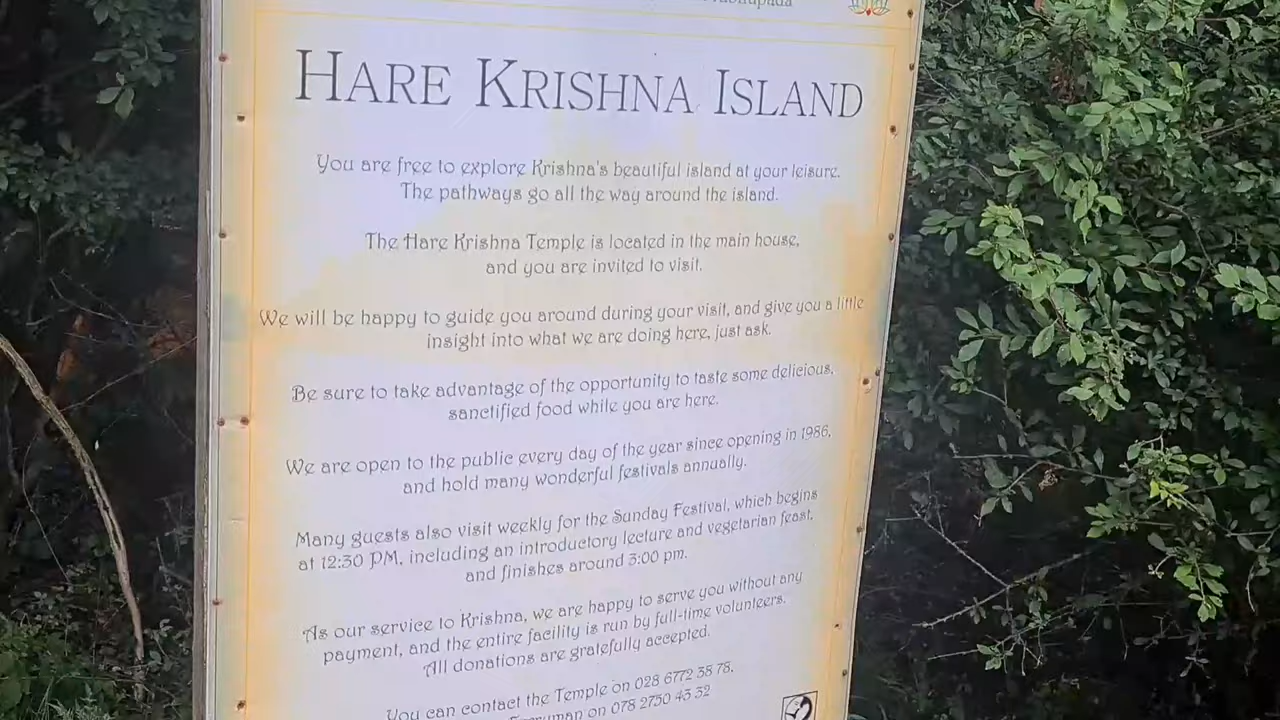 HARE KRISHNA ISLAND
You are free to explore Krishna's beautiful island at your leisure.
The pathways go all the way around the island.
The Hare Krishna Temple is located in the main house,
and you are invited to visit.
We will be happy to guide you around during your visit, and give you a little
insight into what we are doing here, just ask.
Be sure to take advantage of the opportunity to taste some delicious,
sanctified food while you are here.
We are open to the public every day of the year since opening in 1986,
and hold many wonderful festivals annually.
Many guests also visit weekly for the Sunday Festival, which begins
at 12:30 PM, including an introductory lecture and vegetarian feast,
and finishes around 3:00 pm.
As our service to Krishna, we are happy to serve you without any
payment, and the entire facility is run by full-time volunteers.
All donations are gratefully accepted.
You can contact the Temple on 028 6772 38 78,
on 078 2730 43 32